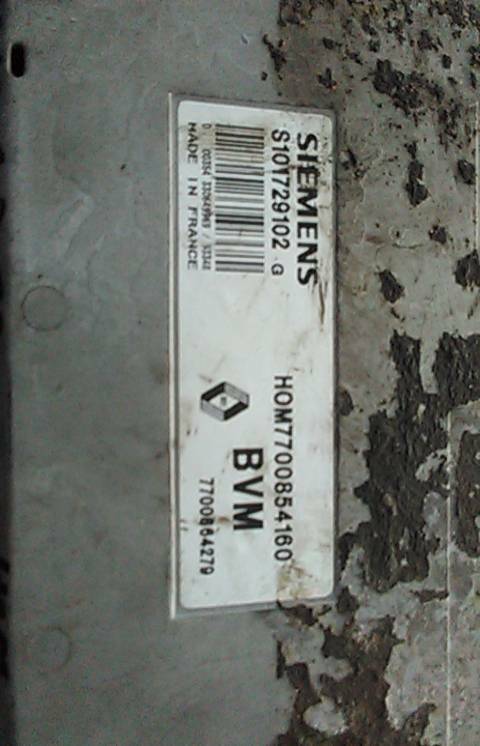 SIEMENS
S101729102 G
MADE IN FRANCE
HOM7700854160
BVM
7700864279